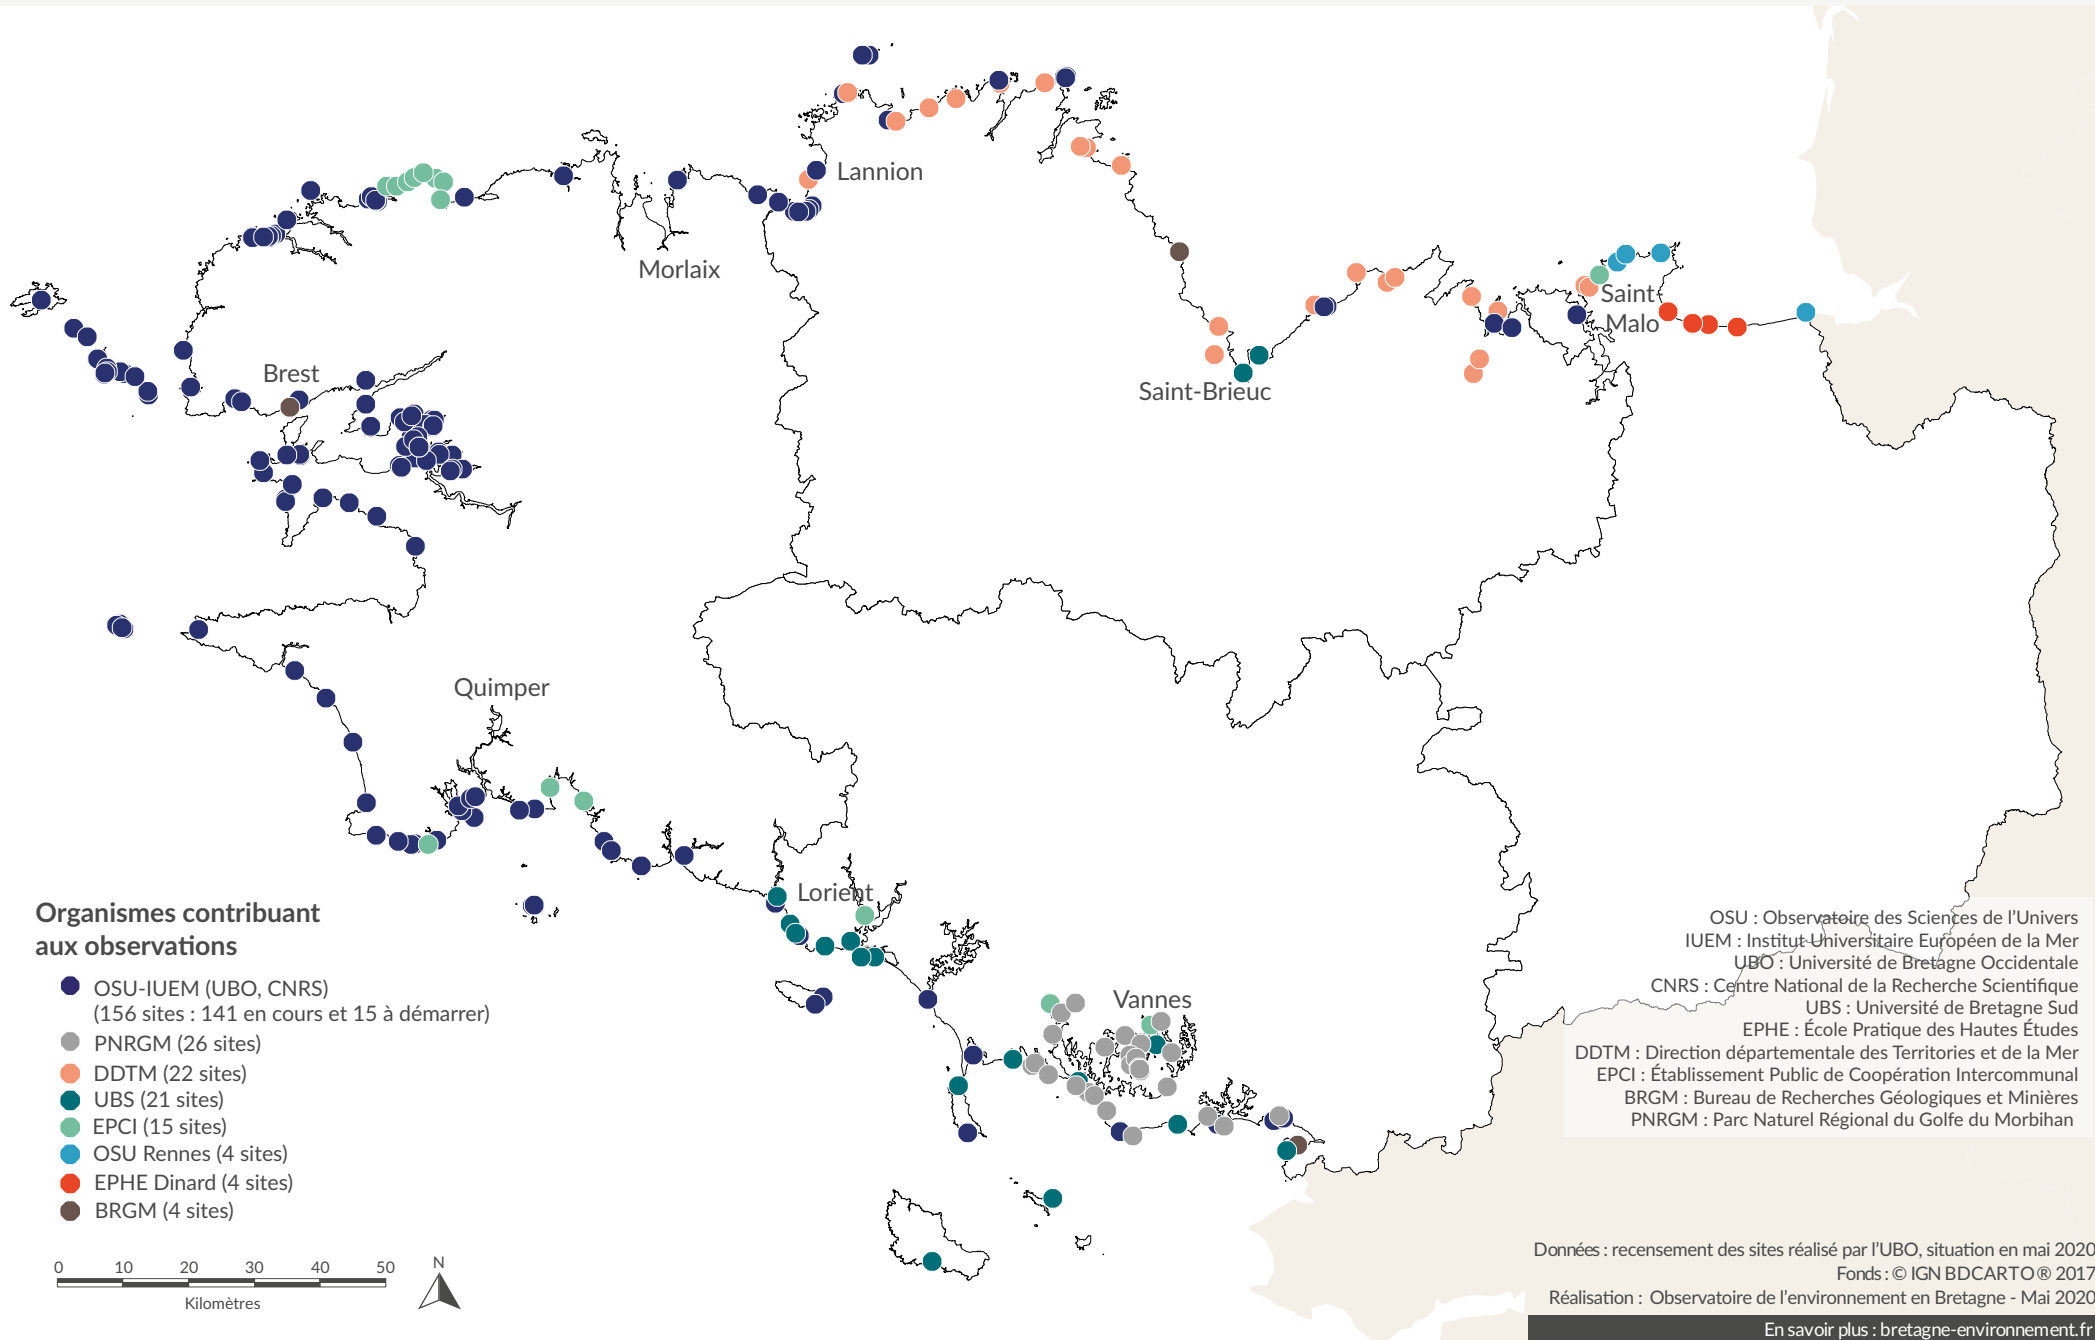 Lannion
Morlaix
Saint-
Malo
Brest
Saint-Brieuc
Quimper
Lorient
Vannes
Organismes contribuant
aux observations
OSU-IUEM (UBO, CNRS)
(156 sites : 141 en cours et 15 à démarrer)
PNRGM (26 sites)
DDTM (22 sites)
UBS (21 sites)
EPCI (15 sites)
OSU Rennes (4 sites)
EPHE Dinard (4 sites)
BRGM (4 sites)
0 10 20 30 40 50
Kilomètres
N
OSU : Observatoire des Sciences de l'Univers
IUEM : Institut Universitaire Européen de la Mer
UBO : Université de Bretagne Occidentale
CNRS : Centre National de la Recherche Scientifique
UBS : Université de Bretagne Sud
EPHE : École Pratique des Hautes Études
DDTM : Direction départementale des Territories et de la Mer
EPCI : Établissement Public de Coopération Intercommunal
BRGM : Bureau de Recherches Géologiques et Minières
PNRGM : Parc Naturel Régional du Golfe du Morbihan
Données : recensement des sites réalisé par l'UBO, situation en mai 2020
Fonds : © IGN BDCARTO® 2017
Réalisation : Observatoire de l'environnement en Bretagne - Mai 2020
En savoir plus : bretagne-environnement.fr